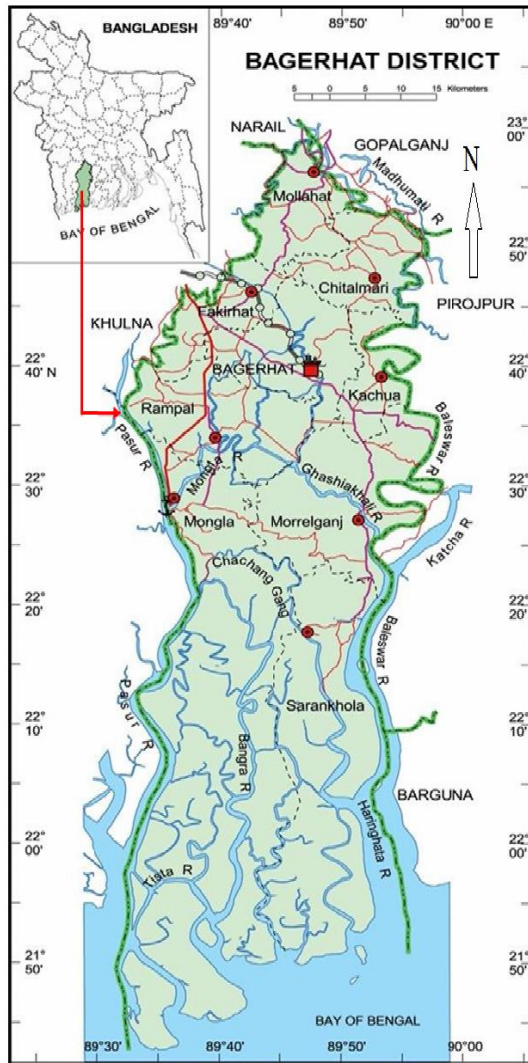 89°40'
89°50'
90°00 E
BANGLADESH
BAY OF BENGAL
BAGERHAT DISTRICT
5 0 5 10 15 Kilometers
23°
00'
NARAIL
GOPALGANJ
Madhumati R
N
Mollahat
22°
50'
Chitalmari
PIROJPUR
Fakirhat
KHULNA
22°
40' N
22°
40'
BAGERHAT
Kachua
Rampal
Pasur R
Baleswar R
Mongla R
Ghashiakhali R
22°
30'
22°
30'
Mongla
Morrelganj
Katcha R
Chachang Gang
22°
20'
22°
20'
Baleswar R
Pasur R
Sarankhola
22°
10'
22°
10'
Bangra R
BARGUNA
Haringhata R
22°
00'
22°
00'
Tista R
21°
50'
21°
50'
BAY OF BENGAL
89°30'
89°40'
89°50'
90°00'